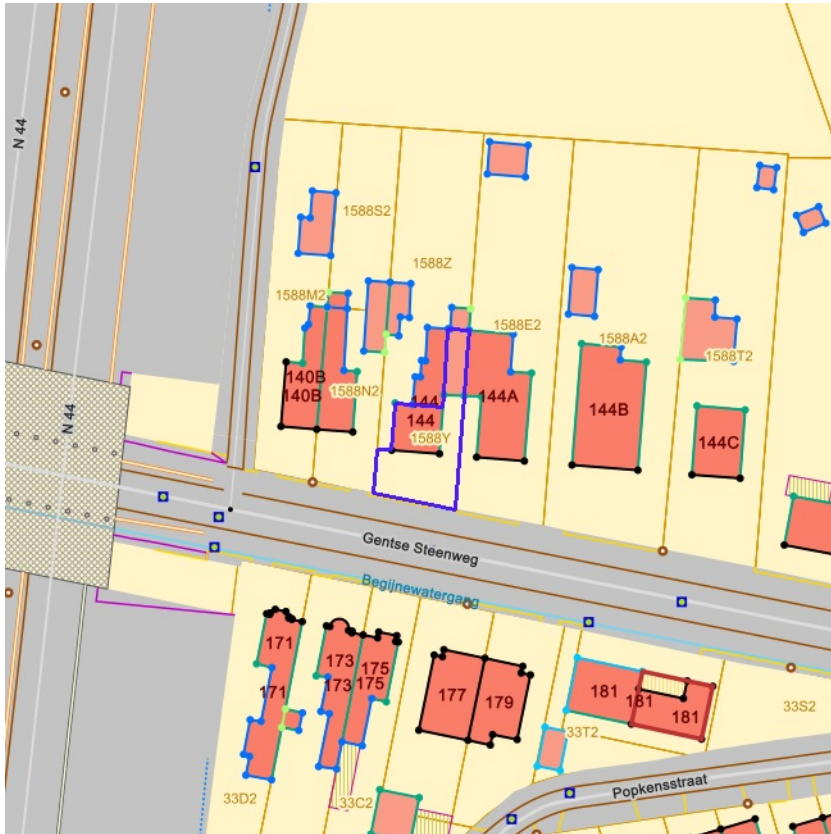 N 44
1588S2
1588Z
1588M2
1588E2
1588A2
1588T2
140B
140B
1588N2
144
144
144A
1588Y
144B
144C
N 44
Gentse Steenweg
Begijnewatergang
171
171
173
173
175
175
177
179
181
181
181
33S2
33T2
33D2
33C2
Popkensstraat